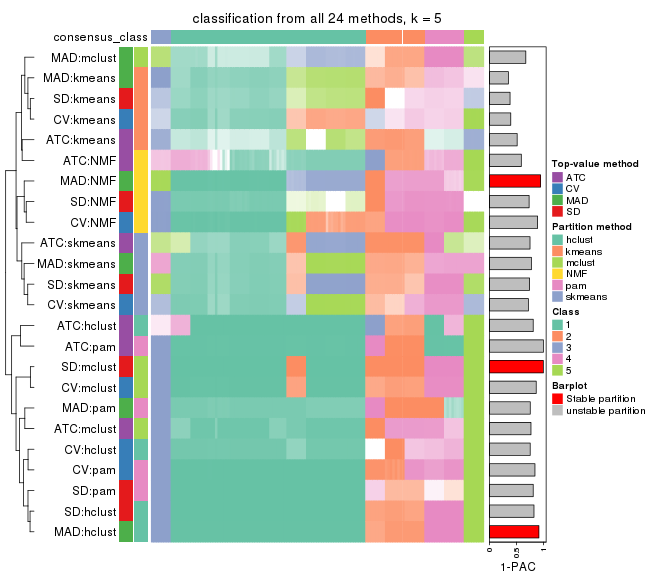 classification from all 24 methods, k = 5
consensus_class
MAD:mclust
MAD:kmeans
SD:kmeans
CV:kmeans
ATC:kmeans
ATC:NMF
MAD:NMF
SD:NMF
CV:NMF
ATC:skmeans
MAD:skmeans
SD:skmeans
CV:skmeans
ATC:hclust
ATC:pam
SD:mclust
CV:mclust
MAD:pam
ATC:mclust
CV:hclust
CV:pam
SD:pam
SD:hclust
MAD:hclust
0
0.5
1
1-PAC
Top-value method
ATC
CV
MAD
SD
Partition method
hclust
kmeans
mclust
NMF
pam
skmeans
Class
1
2
3
4
5
Barplot
Stable partition
unstable partition